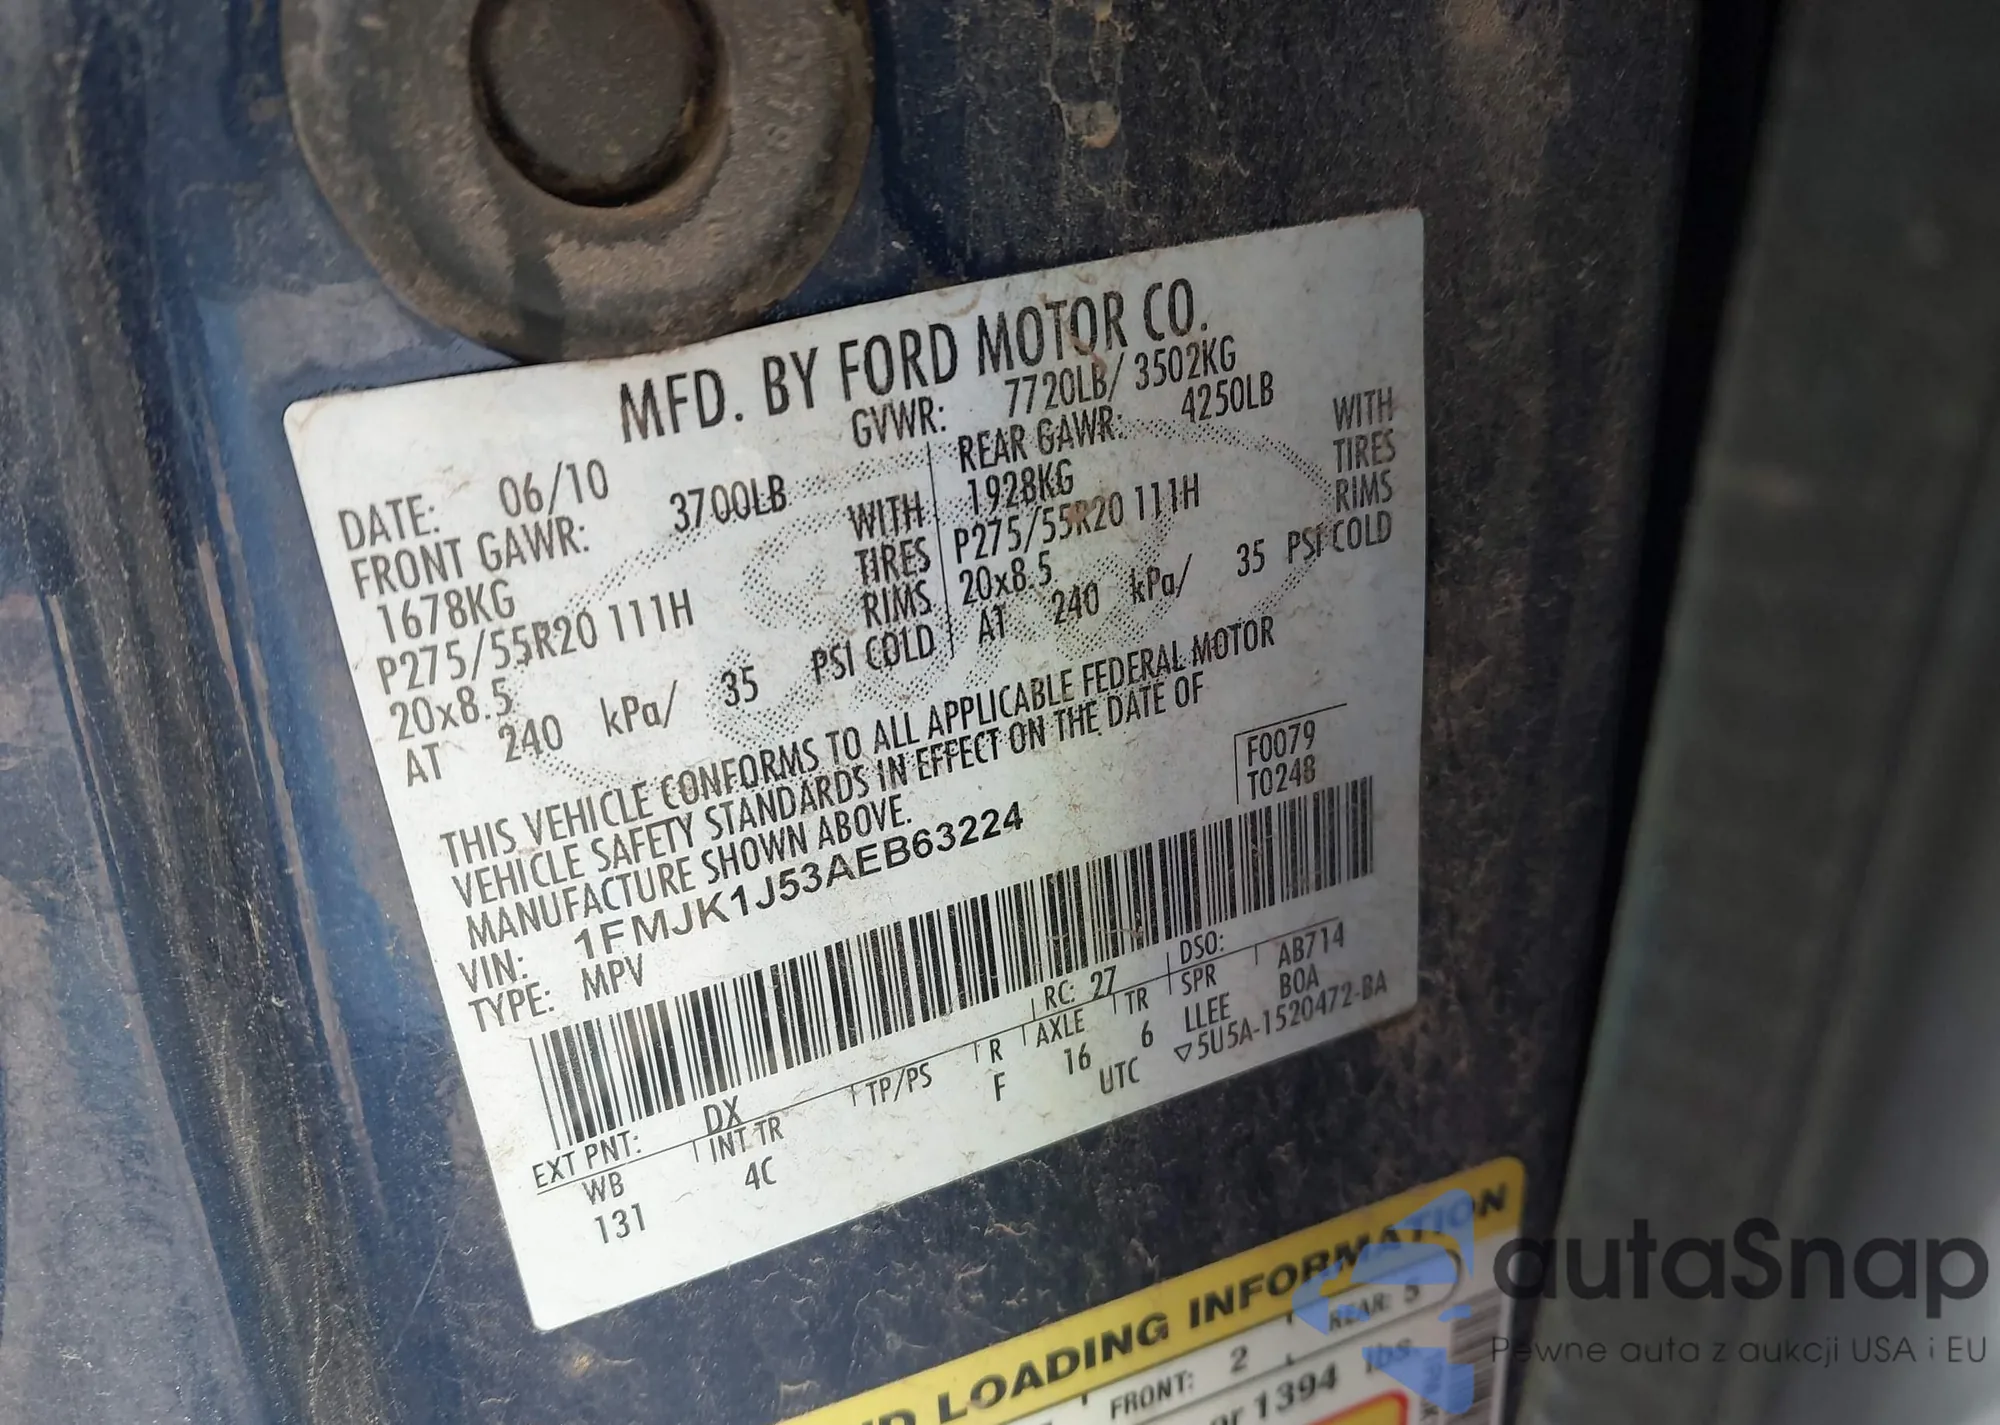 MFD. BY FORD MOTOR CO.
DATE: 06/10 GVWR: 7720LB/ 3502KG
FRONT GAWR: 3700LB REAR GAWR: 4250LB
1678KG WITH 1928KG WITH
P275/55R20 111H TIRES P275/55R20 111H TIRES
20x8.5 RIMS 20x8.5 RIMS
AT 240 kPa/ 35 PSI COLD AT 240 kPa/ 35 PSI COLD
THIS VEHICLE CONFORMS TO ALL APPLICABLE FEDERAL MOTOR
VEHICLE SAFETY STANDARDS IN EFFECT ON THE DATE OF
MANUFACTURE SHOWN ABOVE.
F0079
T0248
VIN: 1FMJK1J53AEB63224
TYPE: MPV
EXT PNT: DX RC: 27 DSO: AB714
WB INT TR TP/PS R AXLE TR SPR BOA
131 4C F 16 6 LLEE
UTC ▽5U5A-1520472-BA
LOADING INFORMATION
FRONT: 2 REAR: 5
or 1394 lbs
autaSnap
Pewne auta z aukcji USA i EU